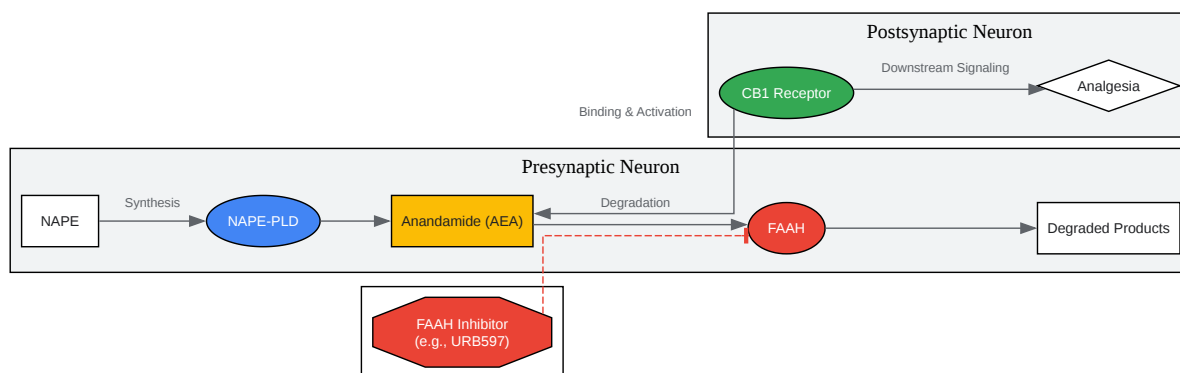 Postsynaptic Neuron
Downstream Signaling
CB1 Receptor
Analgesia
Binding & Activation
Presynaptic Neuron
Synthesis
Degradation
NAPE
NAPE-PLD
Anandamide (AEA)
FAAH
Degraded Products
FAAH Inhibitor
(e.g., URB597)